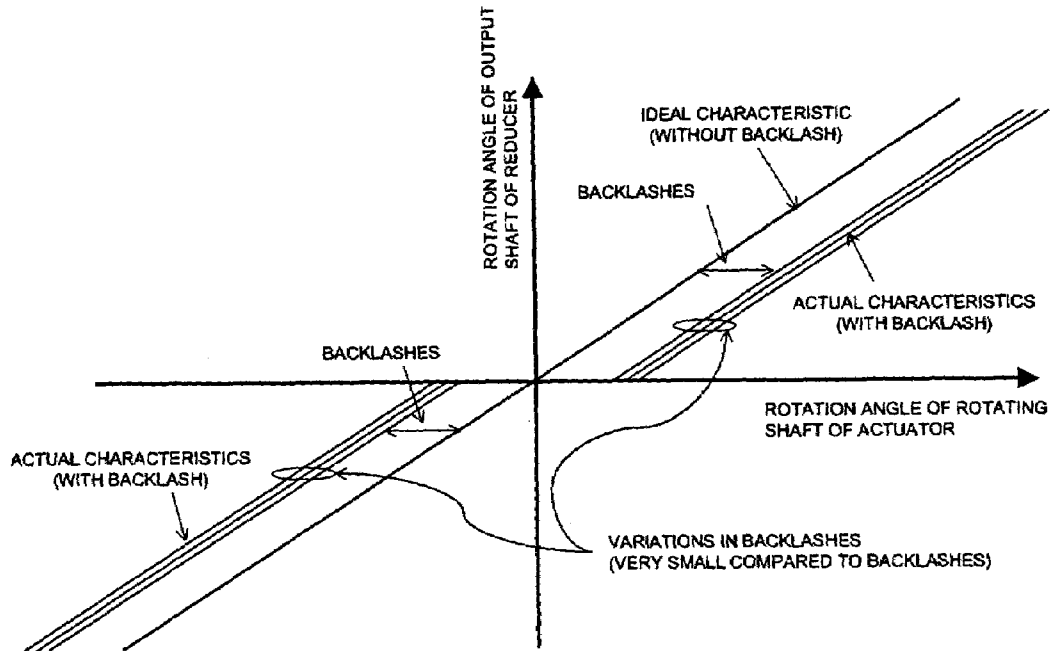 ROTATION ANGLE OF OUTPUT
SHAFT OF REDUCER
IDEAL CHARACTERISTIC
(WITHOUT BACKLASH)
BACKLASHES
ACTUAL CHARACTERISTICS
(WITH BACKLASH)
BACKLASHES
ROTATION ANGLE OF ROTATING
SHAFT OF ACTUATOR
ACTUAL CHARACTERISTICS
(WITH BACKLASH)
VARIATIONS IN BACKLASHES
(VERY SMALL COMPARED TO BACKLASHES)